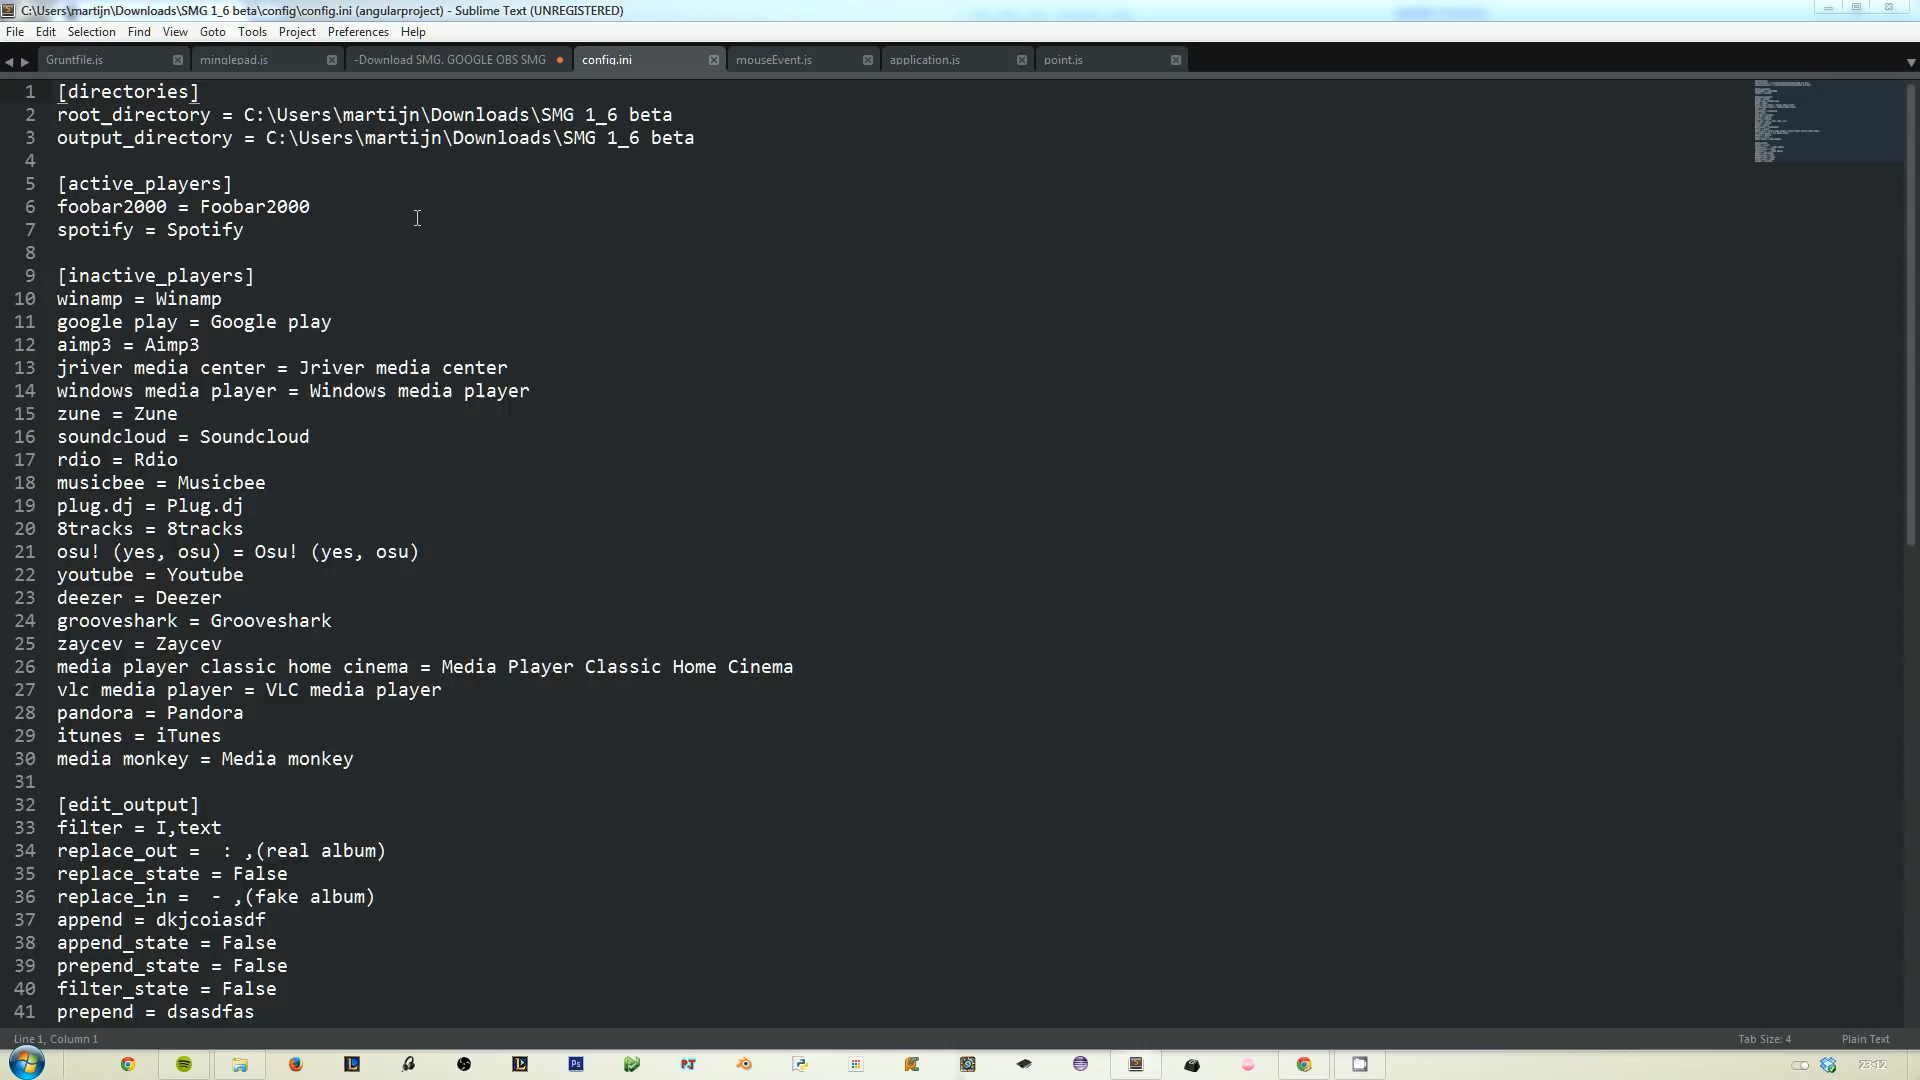 C:\Users\martijn\Downloads\SMG 1_6 beta\config\config.ini (angularproject) - Sublime Text (UNREGISTERED)
File Edit Selection Find View Goto Tools Project Preferences Help
Gruntfile.js minglepad.js -Download SMG. GOOGLE OBS SMG config.ini mouseEvent.js application.js point.js
1 [directories]
2 root_directory = C:\Users\martijn\Downloads\SMG 1_6 beta
3 output_directory = C:\Users\martijn\Downloads\SMG 1_6 beta
4
5 [active_players]
6 foobar2000 = Foobar2000
7 spotify = Spotify
8
9 [inactive_players]
10 winamp = Winamp
11 google play = Google play
12 aimp3 = Aimp3
13 jriver media center = Jriver media center
14 windows media player = Windows media player
15 zune = Zune
16 soundcloud = Soundcloud
17 rdio = Rdio
18 musicbee = Musicbee
19 plug.dj = Plug.dj
20 8tracks = 8tracks
21 osu! (yes, osu) = Osu! (yes, osu)
22 youtube = Youtube
23 deezer = Deezer
24 grooveshark = Grooveshark
25 zaycev = Zaycev
26 media player classic home cinema = Media Player Classic Home Cinema
27 vlc media player = VLC media player
28 pandora = Pandora
29 itunes = iTunes
30 media monkey = Media monkey
31
32 [edit_output]
33 filter = I,text
34 replace_out =  : ,(real album)
35 replace_state = False
36 replace_in =  - ,(fake album)
37 append = dkjcoiasdf
38 append_state = False
39 prepend_state = False
40 filter_state = False
41 prepend = dsasdfas
Line 1, Column 1 Tab Size: 4 Plain Text
23:12